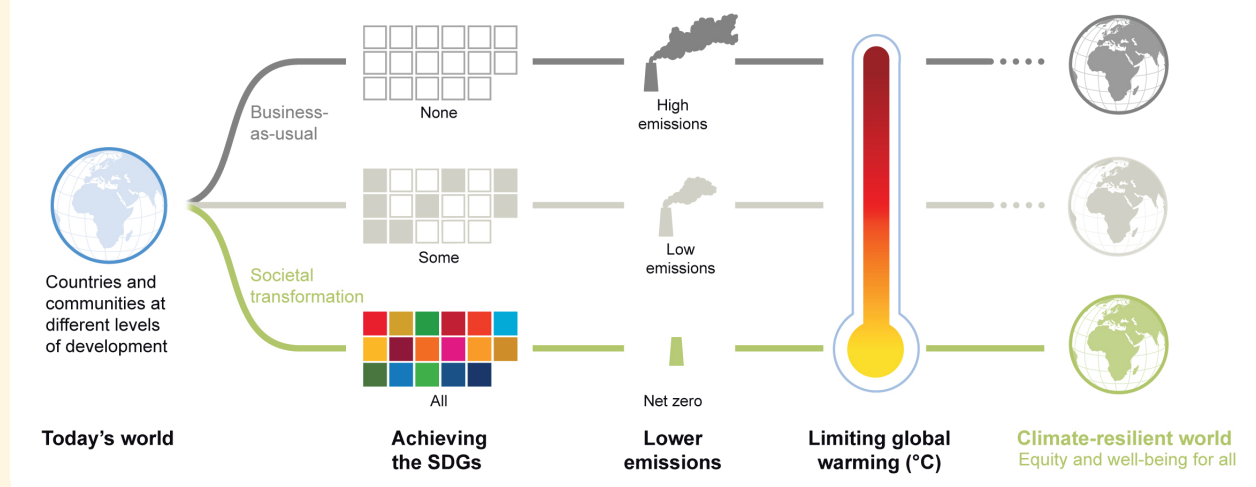 Business-
as-usual
None
High
emissions
Some
Low
emissions
Countries and
communities at
different levels
of development
Societal
transformation
All
Net zero
Today’s world
Achieving
the SDGs
Lower
emissions
Limiting global
warming (°C)
Climate-resilient world
Equity and well-being for all